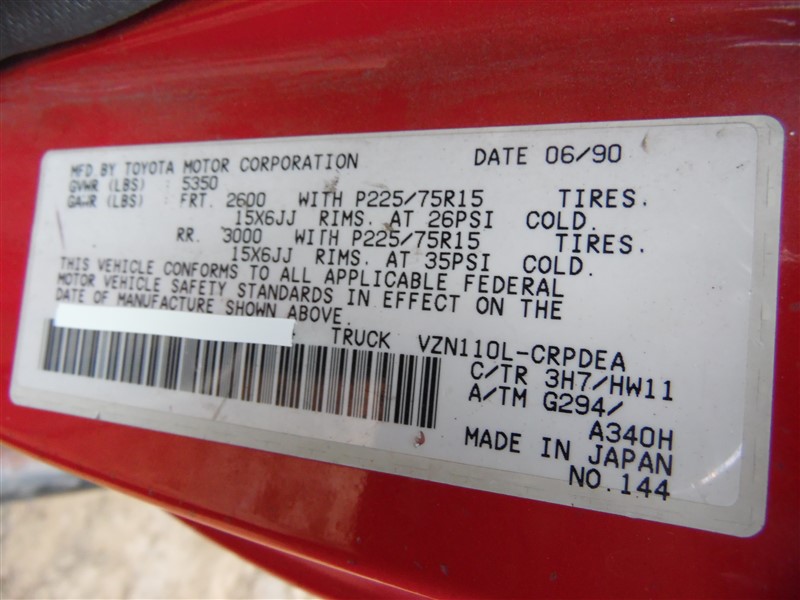 MFD. BY TOYOTA MOTOR CORPORATION DATE 06/90
GVWR (LBS) : 5350
GAWR (LBS) : FRT. 2600 WITH P225/75R15 TIRES.
15X6JJ RIMS. AT 26PSI COLD.
RR. 3000 WITH P225/75R15 TIRES.
15X6JJ RIMS. AT 35PSI COLD.
THIS VEHICLE CONFORMS TO ALL APPLICABLE FEDERAL
MOTOR VEHICLE SAFETY STANDARDS IN EFFECT ON THE
DATE OF MANUFACTURE SHOWN ABOVE.
TRUCK VZN110L-CRPDEA
C/TR 3H7/HW11
A/TM G294/
A340H
MADE IN JAPAN
NO.144